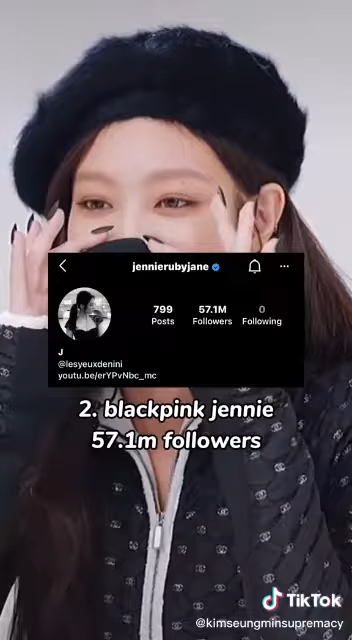 jennierubyjane
799 57.1M 0
Posts Followers Following
J
@lesyeuxdenini
youtu.be/erYPvNbc_mc
2. blackpink jennie
57.1m followers
TikTok
@kimseungminsupremacy